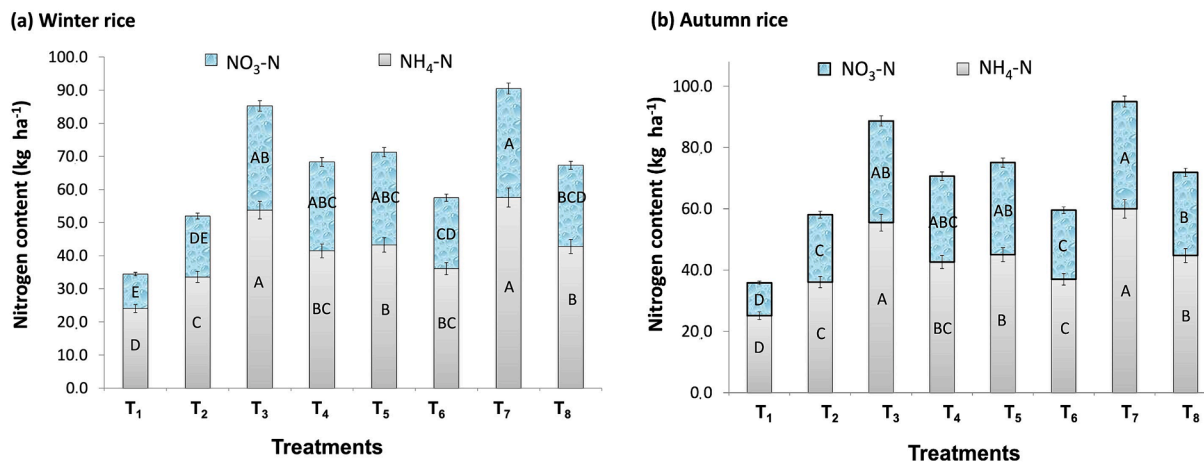 (a) Winter rice
NO₃-N NH₄-N
Nitrogen content (kg ha⁻¹)
100.0
90.0
80.0
70.0
60.0
50.0
40.0
30.0
20.0
10.0
0.0
E DE AB ABC ABC CD A BCD
D C A BC B BC A B
T₁ T₂ T₃ T₄ T₅ T₆ T₇ T₈
Treatments
(b) Autumn rice
NO₃-N NH₄-N
Nitrogen content (kg ha⁻¹)
100.0
80.0
60.0
40.0
20.0
0.0
D C AB ABC AB C A B
D C A BC B C A B
T₁ T₂ T₃ T₄ T₅ T₆ T₇ T₈
Treatments